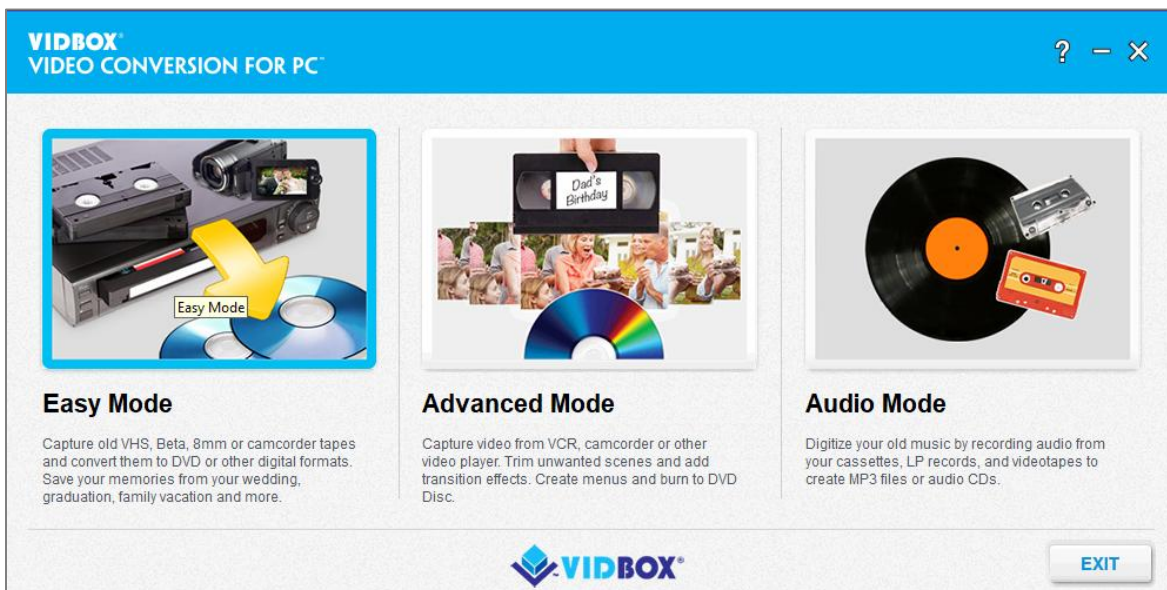 VIDBOX®
VIDEO CONVERSION FOR PC™
? – ×
Dad's
Birthday
Easy Mode
Easy Mode
Capture old VHS, Beta, 8mm or camcorder tapes
and convert them to DVD or other digital formats.
Save your memories from your wedding,
graduation, family vacation and more.
Advanced Mode
Capture video from VCR, camcorder or other
video player. Trim unwanted scenes and add
transition effects. Create menus and burn to DVD
Disc.
Audio Mode
Digitize your old music by recording audio from
your cassettes, LP records, and videotapes to
create MP3 files or audio CDs.
VIDBOX®
EXIT